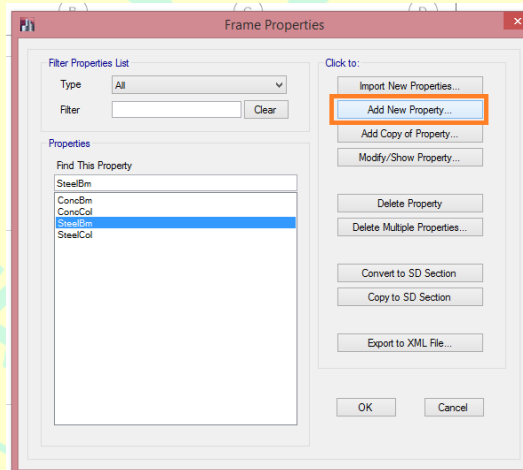 B
C
D
Frame Properties
Filter Properties List
Type
All
Filter
Clear
Properties
Find This Property
SteelBm
ConcBm
ConcCol
SteelBm
SteelCol
Click to:
Import New Properties...
Add New Property...
Add Copy of Property...
Modify/Show Property...
Delete Property
Delete Multiple Properties...
Convert to SD Section
Copy to SD Section
Export to XML File...
OK
Cancel